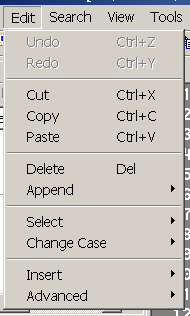 Edit Search View Tools
Undo Ctrl+Z
Redo Ctrl+Y
Cut Ctrl+X
Copy Ctrl+C
Paste Ctrl+V
Delete Del
Append
Select
Change Case
Insert
Advanced